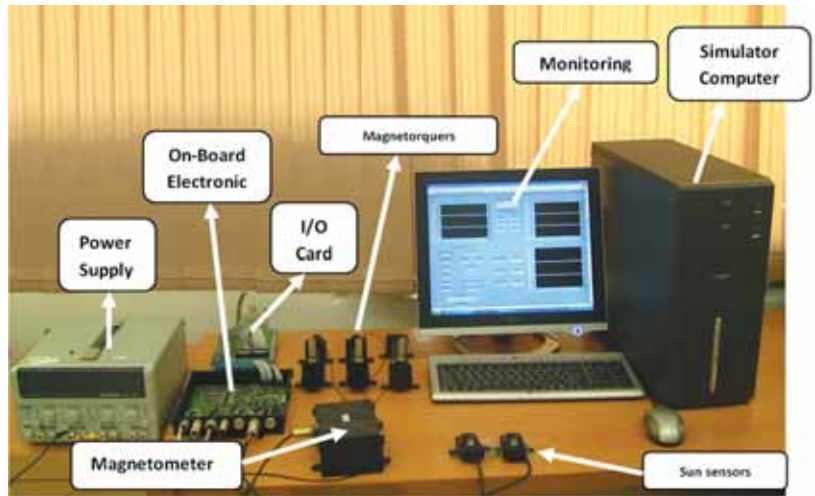 Monitoring
Simulator
Computer
Magnetorquers
On-Board
Electronic
I/O
Card
Power
Supply
Magnetometer
Sun sensors